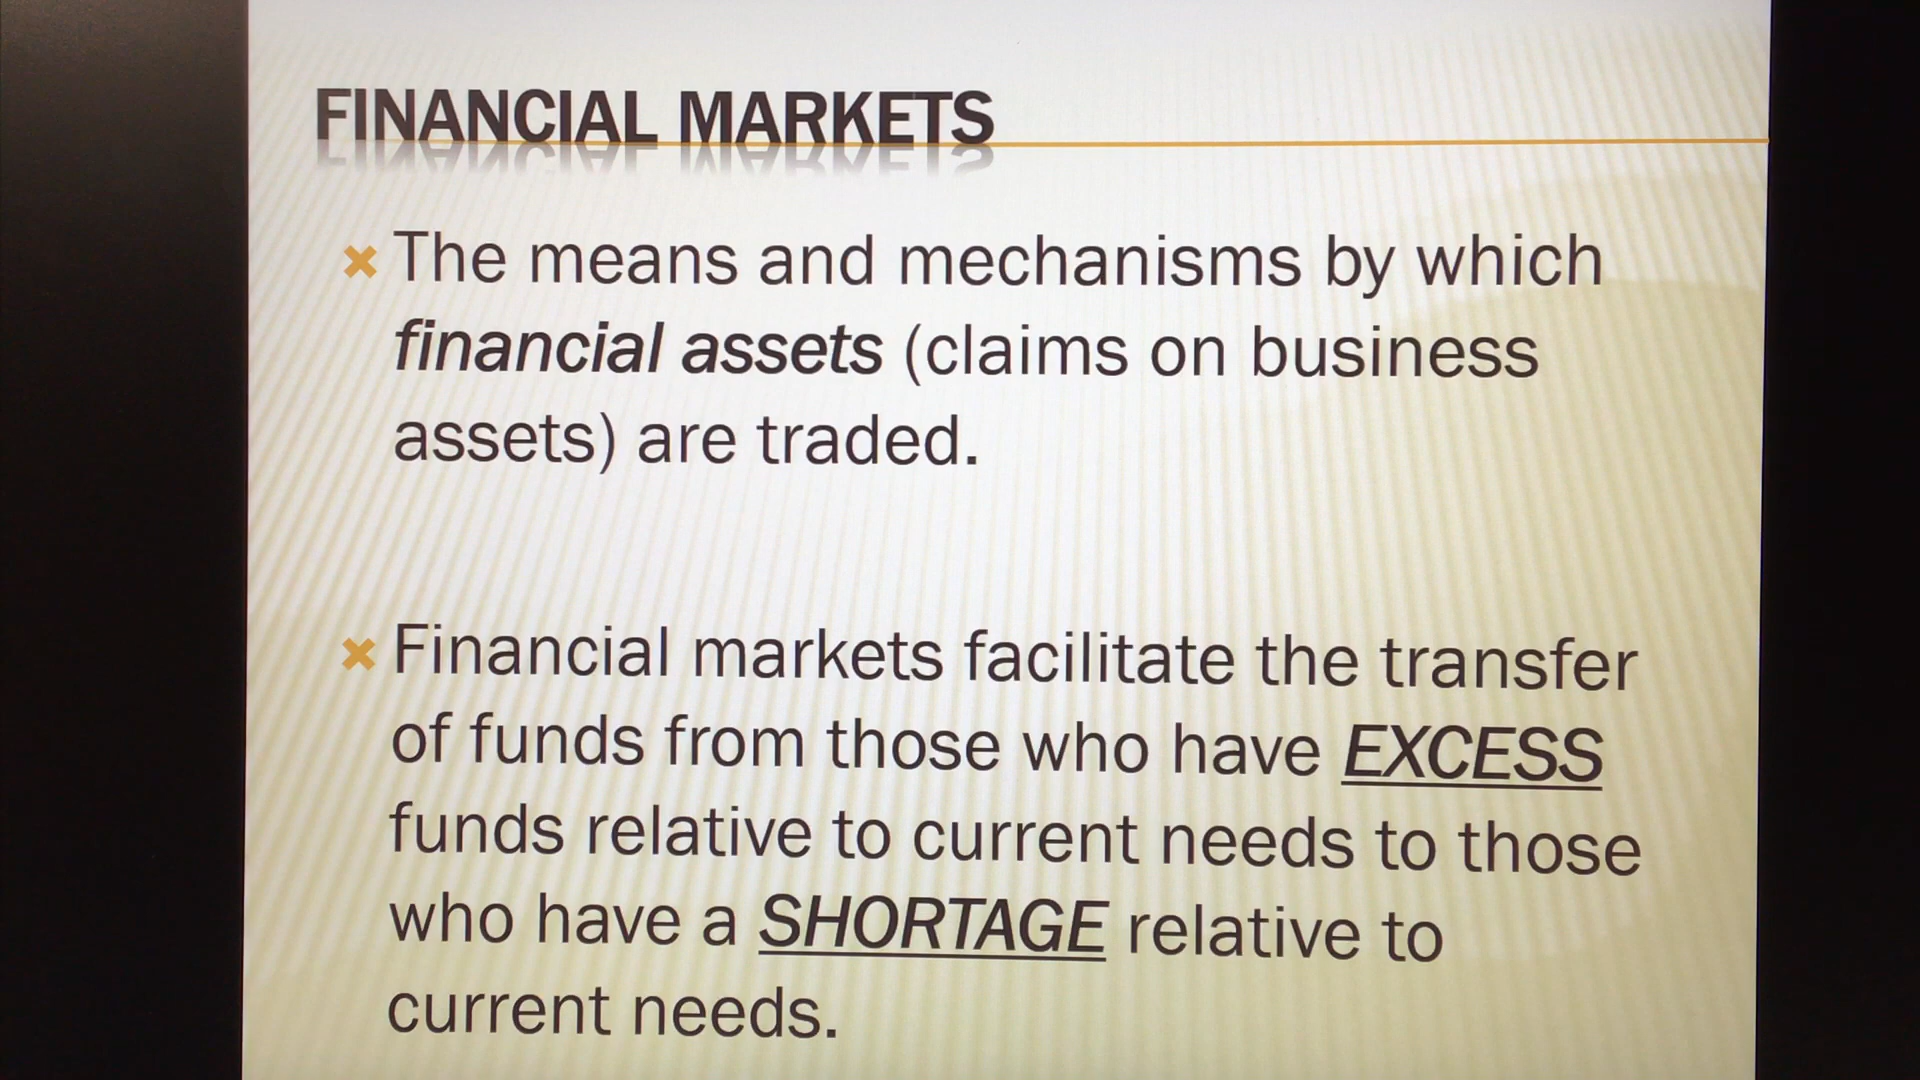 FINANCIAL MARKETS
The means and mechanisms by which
financial assets (claims on business
assets) are traded.
Financial markets facilitate the transfer
of funds from those who have EXCESS
funds relative to current needs to those
who have a SHORTAGE relative to
current needs.